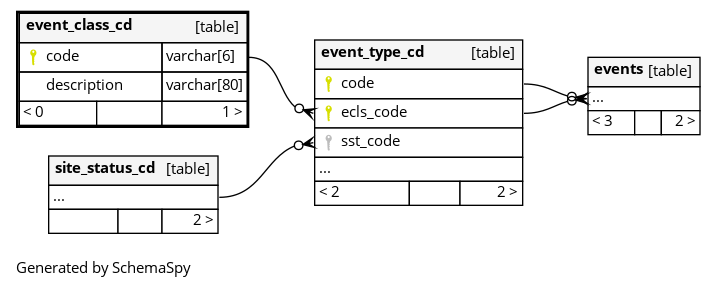 event_class_cd [table]
code varchar[6]
description varchar[80]
< 0 1 >
site_status_cd [table]
...
2 >
event_type_cd [table]
code
ecls_code
sst_code
...
< 2 2 >
events [table]
...
< 3 2 >
Generated by SchemaSpy